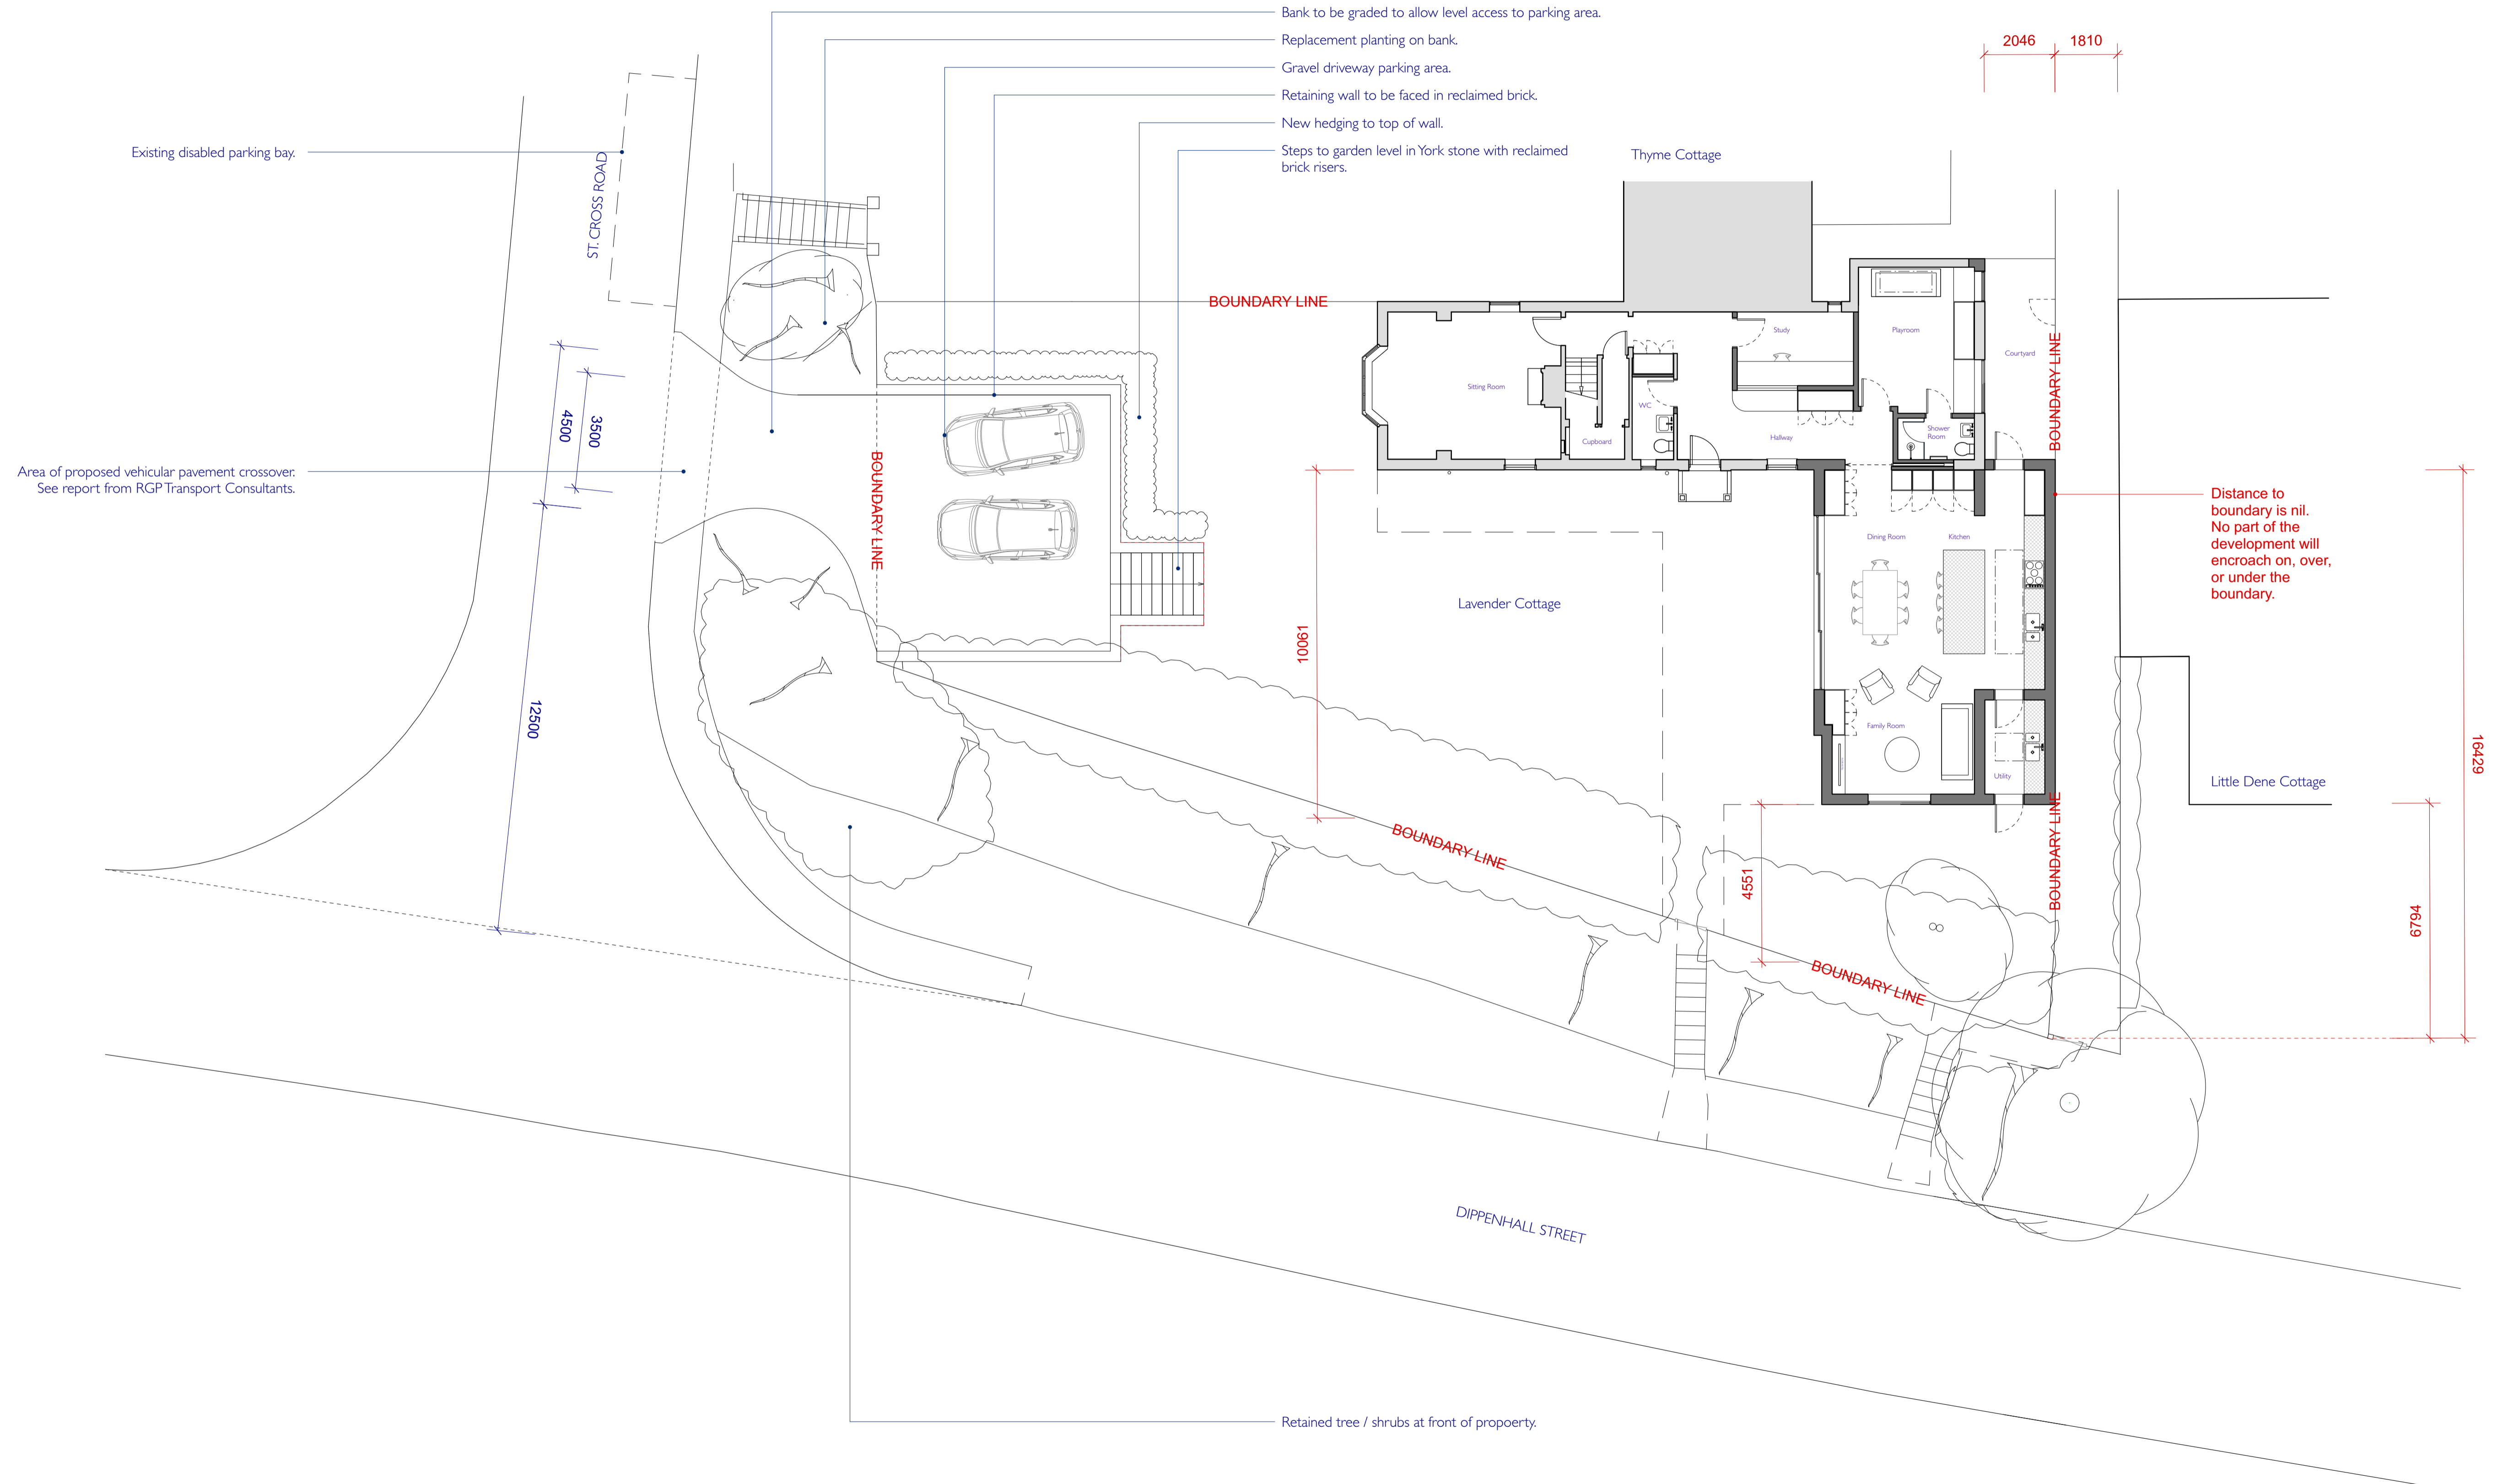 Bank to be graded to allow level access to parking area.
Replacement planting on bank.
Gravel driveway parking area.
Retaining wall to be faced in reclaimed brick.
New hedging to top of wall.
Steps to garden level in York stone with reclaimed
brick risers.
2046
1810
Existing disabled parking bay.
ST. CROSS ROAD
Thyme Cottage
BOUNDARY LINE
Study
Playroom
Courtyard
BOUNDARY LINE
Sitting Room
WC
Cupboard
Hallway
Shower
Room
4500
3500
Area of proposed vehicular pavement crossover.
See report from RGP Transport Consultants.
BOUNDARY LINE
Distance to
boundary is nil.
No part of the
development will
encroach on, over,
or under the
boundary.
Dining Room
Kitchen
Lavender Cottage
10061
12500
Family Room
Utility
16429
Little Dene Cottage
BOUNDARY LINE
BOUNDARY LINE
4551
6794
BOUNDARY LINE
DIPPENHALL STREET
Retained tree / shrubs at front of propoerty.